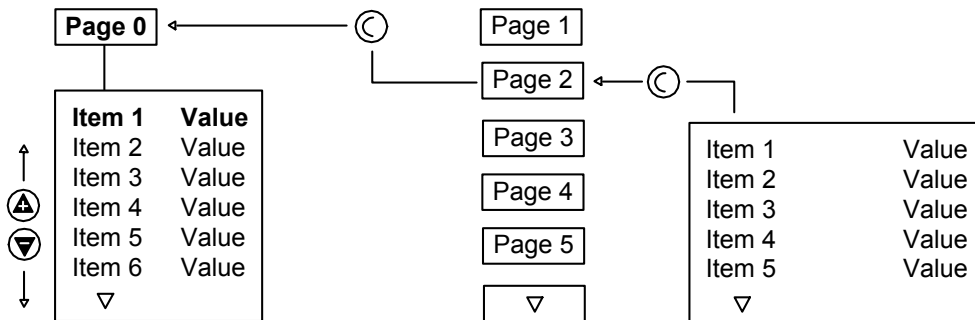 Page 0
Item 1 Value
Item 2 Value
Item 3 Value
Item 4 Value
Item 5 Value
Item 6 Value
Page 1
Page 2
Page 3
Page 4
Page 5
Item 1 Value
Item 2 Value
Item 3 Value
Item 4 Value
Item 5 Value